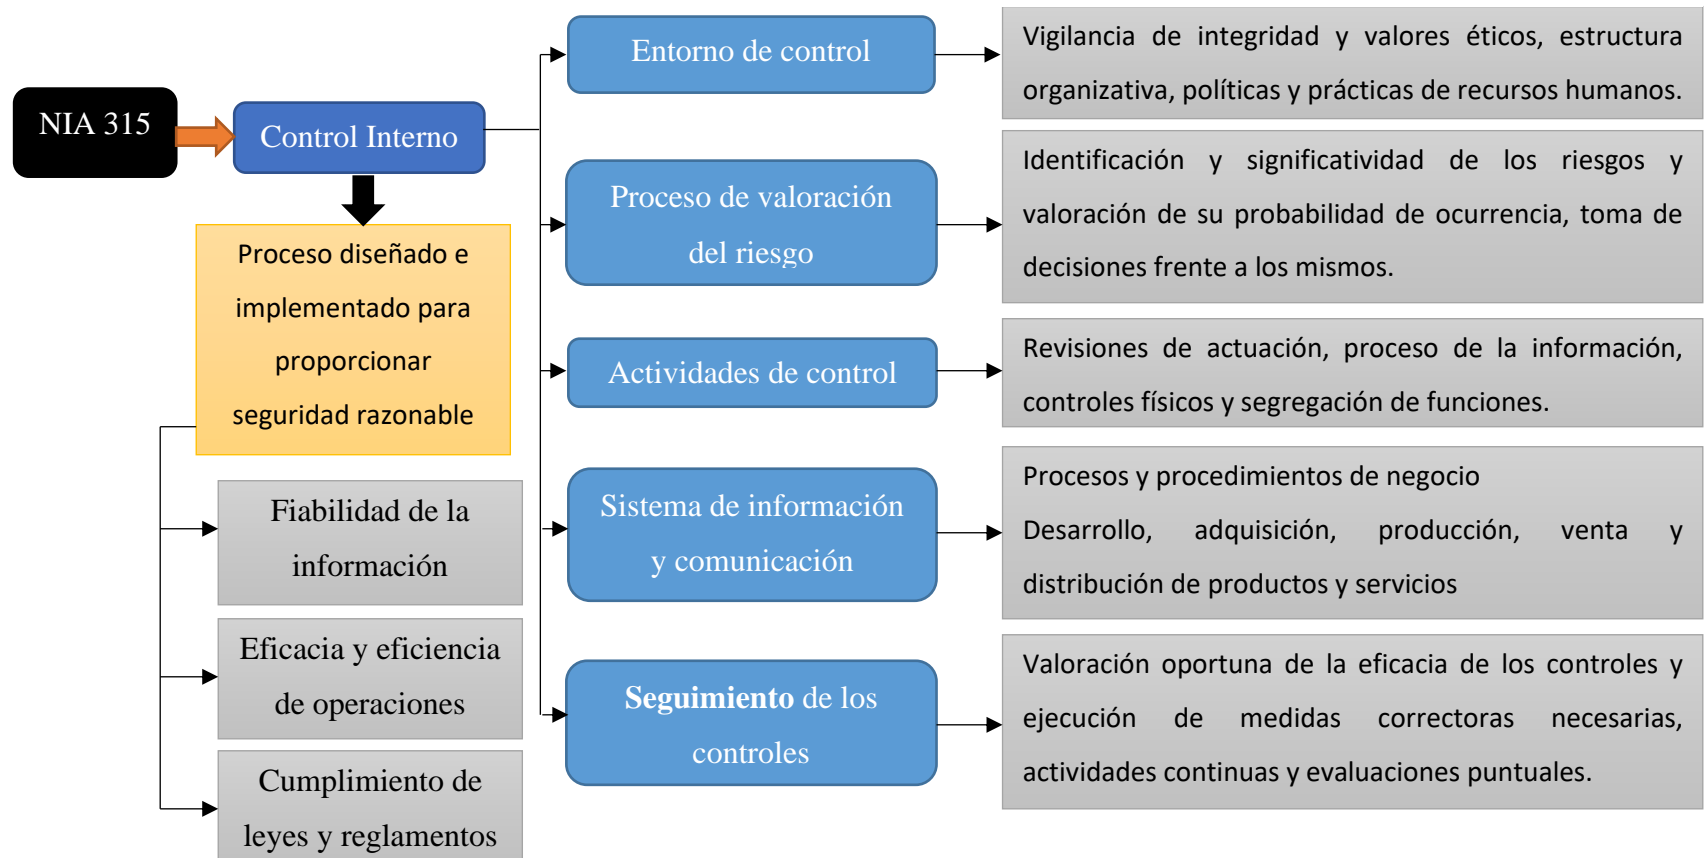 NIA 315
Control Interno
Proceso diseñado e
implementado para
proporcionar
seguridad razonable
Fiabilidad de la
información
Eficacia y eficiencia
de operaciones
Cumplimiento de
leyes y reglamentos
Entorno de control
Vigilancia de integridad y valores éticos, estructura
organizativa, políticas y prácticas de recursos humanos.
Proceso de valoración
del riesgo
Identificación y significatividad de los riesgos y
valoración de su probabilidad de ocurrencia, toma de
decisiones frente a los mismos.
Actividades de control
Revisiones de actuación, proceso de la información,
controles físicos y segregación de funciones.
Sistema de información
y comunicación
Procesos y procedimientos de negocio
Desarrollo, adquisición, producción, venta y
distribución de productos y servicios
Seguimiento de los
controles
Valoración oportuna de la eficacia de los controles y
ejecución de medidas correctoras necesarias,
actividades continuas y evaluaciones puntuales.